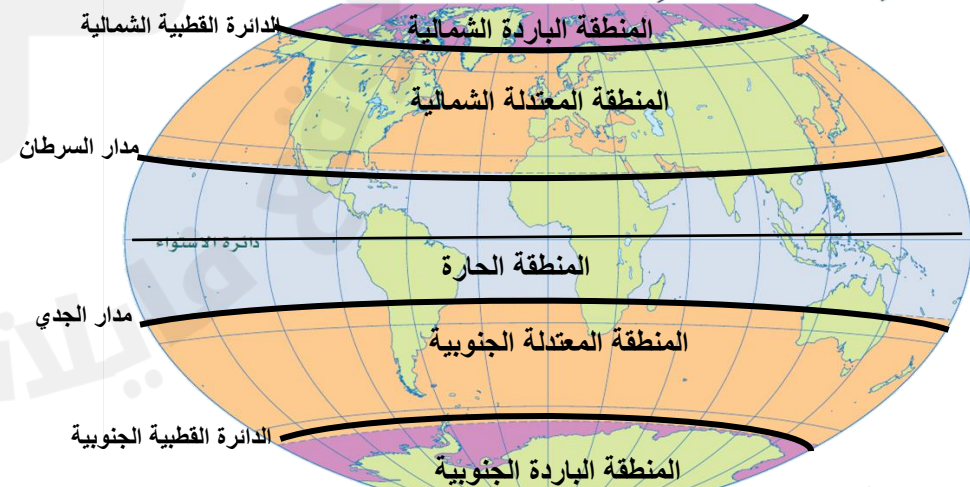 الدائرة القطبية الشمالية
المنطقة الباردة الشمالية
المنطقة المعتدلة الشمالية
مدار السرطان
دائرة الاستواء
المنطقة الحارة
مدار الجدي
المنطقة المعتدلة الجنوبية
الدائرة القطبية الجنوبية
المنطقة الباردة الجنوبية